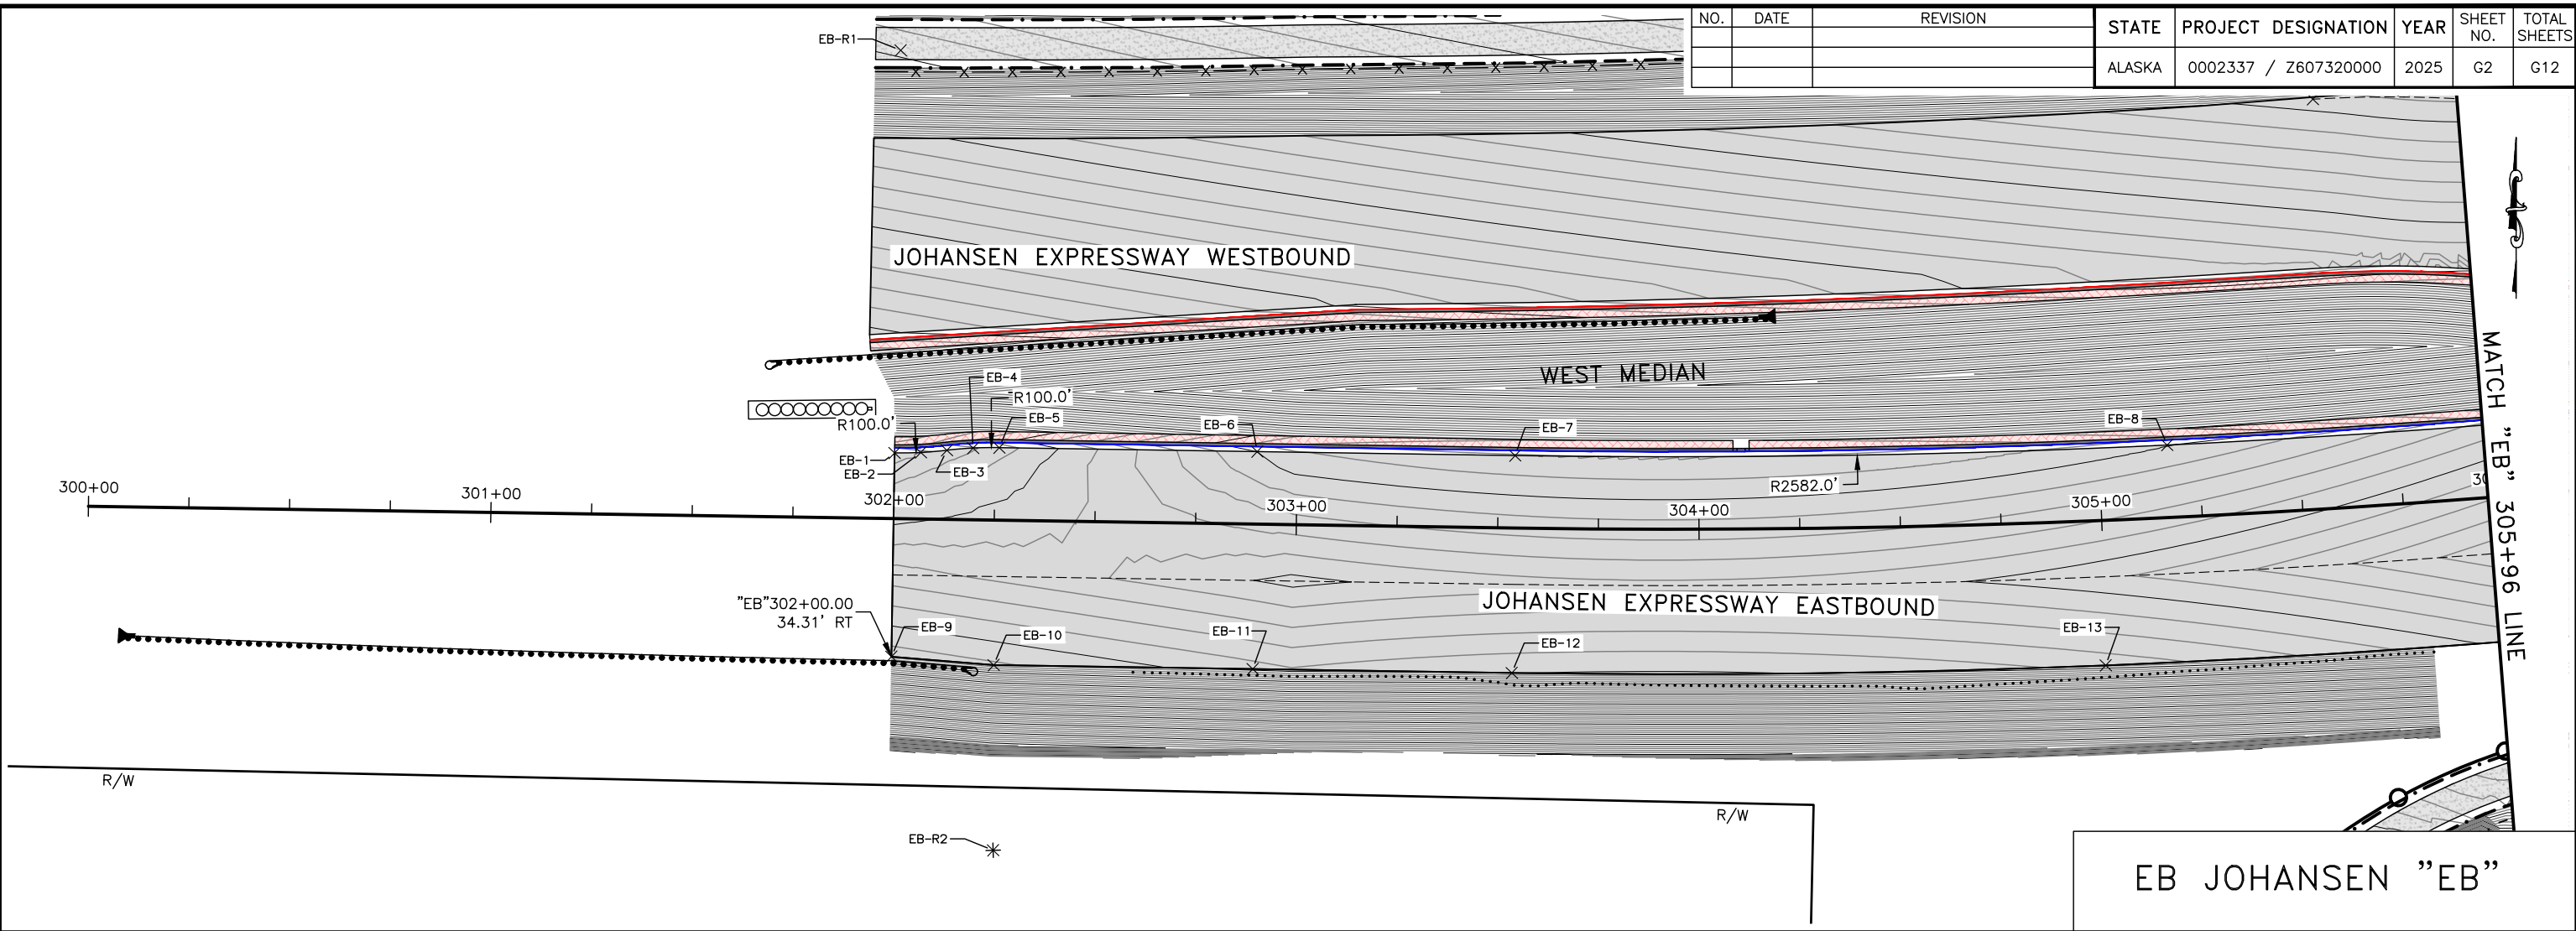 NO. DATE REVISION
STATE PROJECT DESIGNATION YEAR SHEET NO. TOTAL SHEETS
ALASKA 0002337 / Z607320000 2025 G2 G12
EB-R1
JOHANSEN EXPRESSWAY WESTBOUND
WEST MEDIAN
EB-4
R100.0'
R100.0'
EB-5
EB-6
EB-7
EB-8
EB-1
EB-2
EB-3
R2582.0'
300+00
301+00
302+00
303+00
304+00
305+00
30
MATCH "EB" 305+96 LINE
"EB"302+00.00
34.31' RT
JOHANSEN EXPRESSWAY EASTBOUND
EB-9
EB-10
EB-11
EB-12
EB-13
R/W
R/W
EB-R2
EB JOHANSEN "EB"